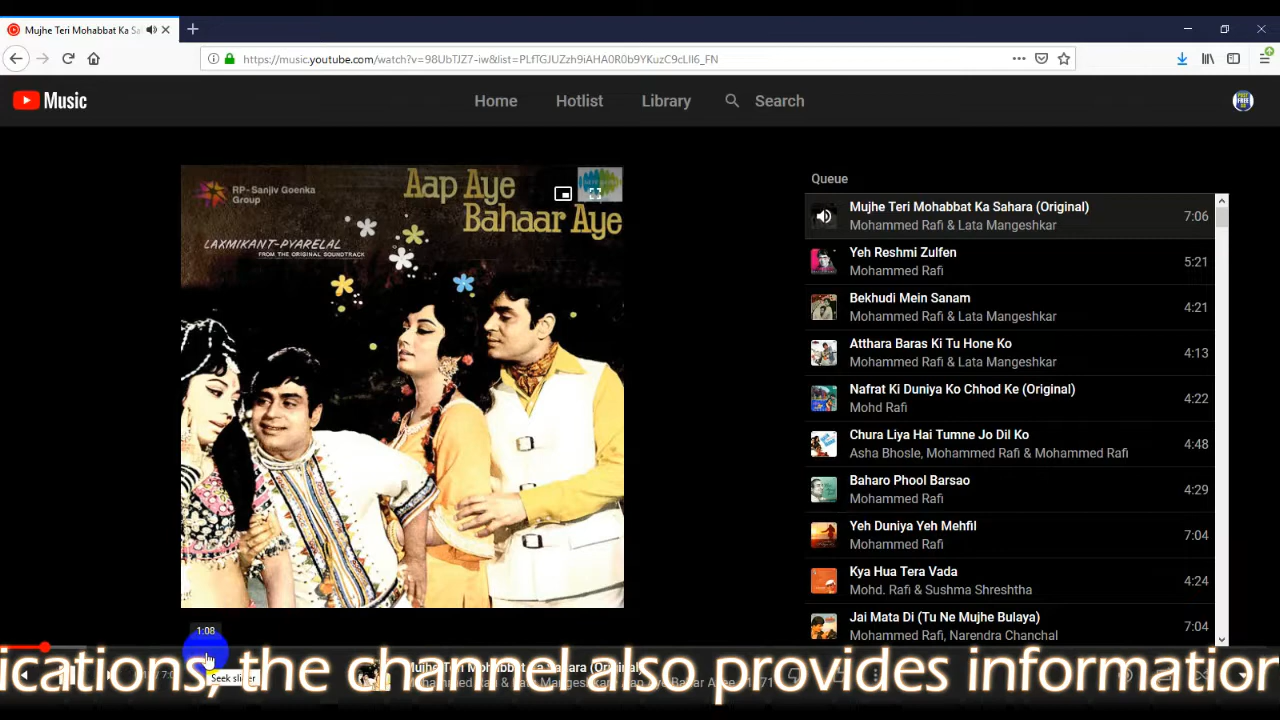 Mujhe Teri Mohabbat Ka Sa
https://music.youtube.com/watch?v=98UbTJZ7-iw&list=PLfTGJUZzh9iAHA0R0b9YKuzC9cLlI6_FN
Music
Home
Hotlist
Library
Search
RP-Sanjiv Goenka
Group
Aap Aye
Bahaar Aye
LAXMIKANT-PYARELAL
FROM THE ORIGINAL SOUNDTRACK
Queue
Mujhe Teri Mohabbat Ka Sahara (Original)
Mohammed Rafi & Lata Mangeshkar
7:06
Yeh Reshmi Zulfen
Mohammed Rafi
5:21
Bekhudi Mein Sanam
Mohammed Rafi & Lata Mangeshkar
4:21
Atthara Baras Ki Tu Hone Ko
Mohammed Rafi & Lata Mangeshkar
4:13
Nafrat Ki Duniya Ko Chhod Ke (Original)
Mohd Rafi
4:22
Chura Liya Hai Tumne Jo Dil Ko
Asha Bhosle, Mohammed Rafi & Mohammed Rafi
4:48
Baharo Phool Barsao
Mohammed Rafi
4:29
Yeh Duniya Yeh Mehfil
Mohammed Rafi
7:04
Kya Hua Tera Vada
Mohd. Rafi & Sushma Shreshtha
4:24
Jai Mata Di (Tu Ne Mujhe Bulaya)
Mohammed Rafi, Narendra Chanchal
7:04
1:08
ications, the channel also provides information
Seek slider